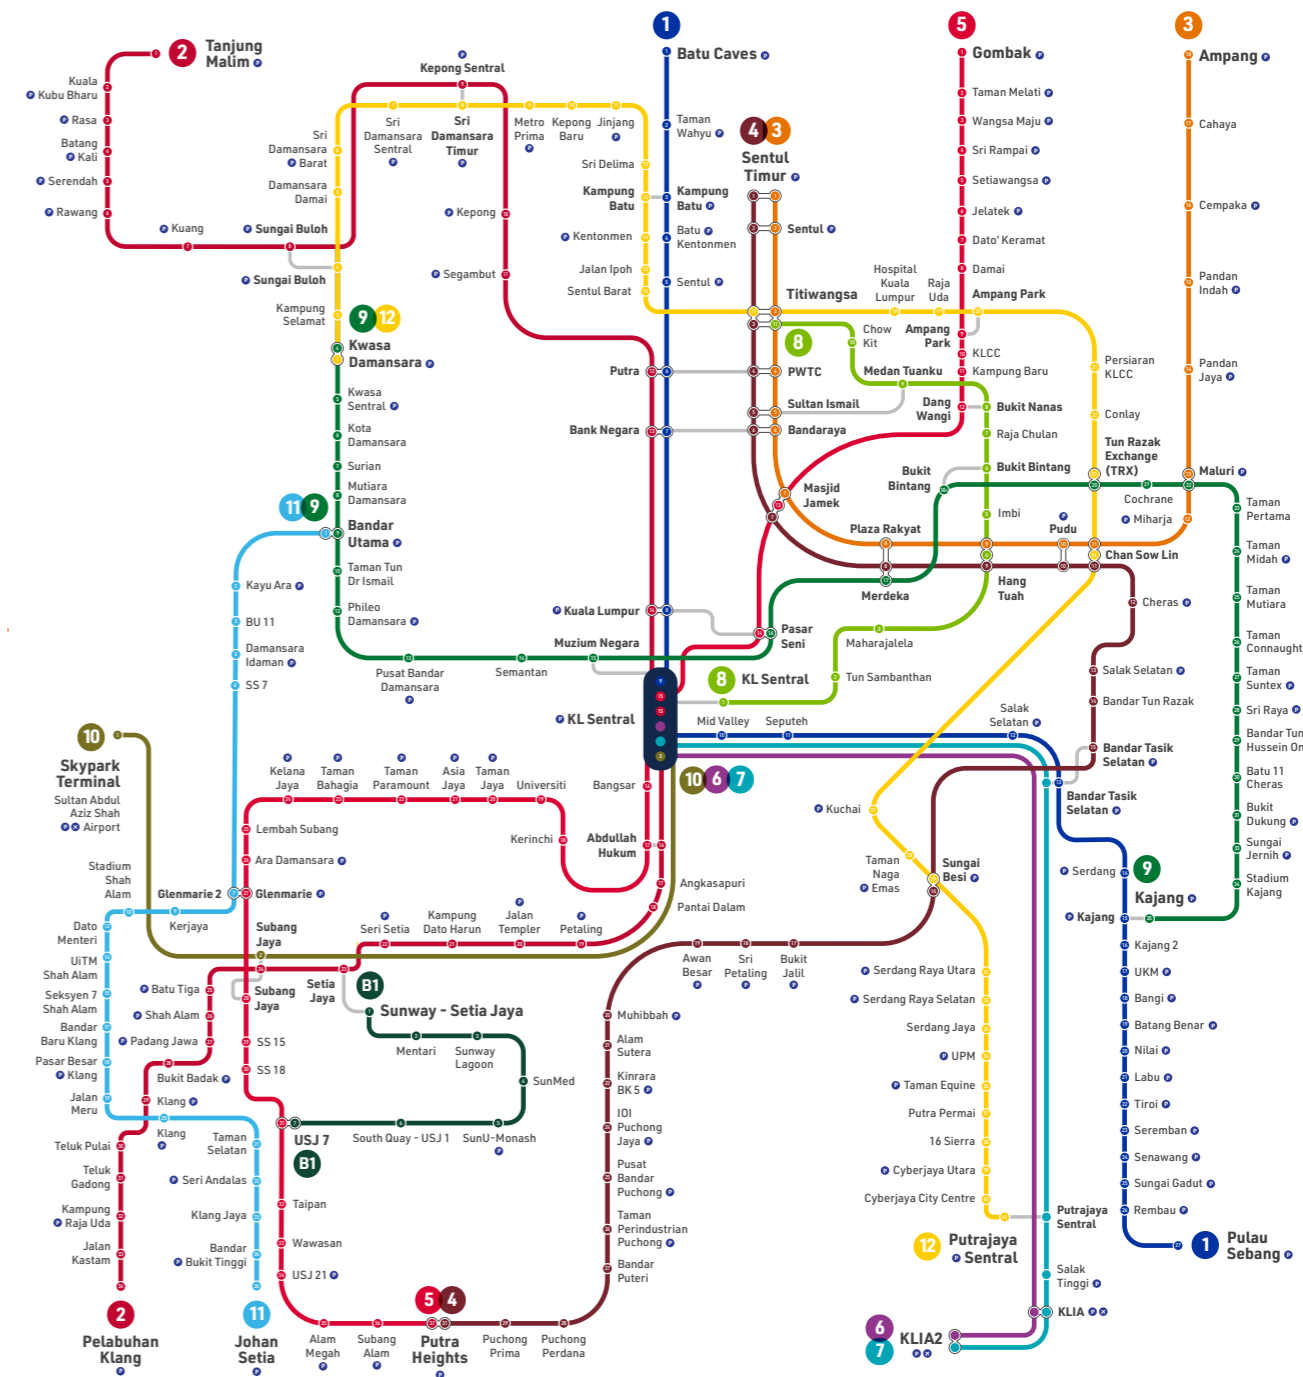 2
Tanjung
Malim
Kuala
Kubu Bharu
Rasa
Batang
Kali
Serendah
Rawang
Kuang
Sungai Buloh
Kepong Sentral
Kepong
Segambut
Sungai Buloh
Sri
Damansara
Barat
Damansara
Damai
Sri
Damansara
Sentral
Sri
Damansara
Timur
Metro
Prima
Kepong
Baru
Jinjang
Sri Delima
Kampung
Batu
Kentonmen
Jalan Ipoh
Sentul Barat
Kampung
Selamat
9
12
Kwasa
Damansara
1
Batu Caves
Taman
Wahyu
Kampung
Batu
Batu
Kentonmen
Sentul
4
3
Sentul
Timur
Sentul
Titiwangsa
8
PWTC
Sultan Ismail
Bandaraya
Putra
Bank Negara
5
Gombak
Taman Melati
Wangsa Maju
Sri Rampai
Setiawangsa
Jelatek
Dato' Keramat
Damai
Ampang Park
Ampang
Park
KLCC
Kampung Baru
Dang
Wangi
Hospital
Kuala
Lumpur
Raja
Uda
Chow
Kit
Medan Tuanku
Bukit Nanas
Raja Chulan
Bukit Bintang
Bukit
Bintang
Imbi
3
Ampang
Cahaya
Cempaka
Pandan
Indah
Pandan
Jaya
Maluri
Miharja
Persiaran
KLCC
Conlay
Tun Razak
Exchange
(TRX)
Cochrane
Pudu
Chan Sow Lin
Masjid
Jamek
Plaza Rakyat
Merdeka
Hang
Tuah
Kwasa
Sentral
Kota
Damansara
Surian
Mutiara
Damansara
11
9
Bandar
Utama
Taman Tun
Dr Ismail
Phileo
Damansara
Pusat Bandar
Damansara
Semantan
Muzium Negara
Kuala Lumpur
Pasar
Seni
Maharajalela
Tun Sambanthan
8
KL Sentral
KL Sentral
10
6
7
Taman
Pertama
Taman
Midah
Taman
Mutiara
Taman
Connaught
Taman
Suntex
Sri Raya
Bandar Tun
Hussein On
Batu 11
Cheras
Bukit
Dukung
Sungai
Jernih
Stadium
Kajang
9
Kajang
Cheras
Salak Selatan
Bandar Tun Razak
Bandar Tasik
Selatan
Kayu Ara
BU 11
Damansara
Idaman
SS 7
10
Skypark
Terminal
Sultan Abdul
Aziz Shah
Airport
Kelana
Jaya
Taman
Bahagia
Taman
Paramount
Asia
Jaya
Taman
Jaya
Universiti
Kerinchi
Bangsar
Abdullah
Hukum
Lembah Subang
Ara Damansara
Glenmarie 2
Glenmarie
Stadium
Shah
Alam
Kerjaya
Subang
Jaya
Subang
Jaya
Mid Valley
Seputeh
Salak
Selatan
Bandar Tasik
Selatan
Serdang
Kajang
Kajang 2
UKM
Bangi
Batang Benar
Nilai
Labu
Tiroi
Seremban
Senawang
Sungai Gadut
Rembau
1
Pulau
Sebang
Kuchai
Taman
Naga
Emas
Sungai
Besi
Serdang Raya Utara
Serdang Raya Selatan
Serdang Jaya
UPM
Taman Equine
Putra Permai
16 Sierra
Cyberjaya Utara
Cyberjaya City Centre
12
Putrajaya
Sentral
Putrajaya
Sentral
Salak
Tinggi
KLIA
6
7
KLIA2
Angkasapuri
Pantai Dalam
Petaling
Jalan
Templer
Kampung
Dato Harun
Seri Setia
Setia
Jaya
B1
Sunway - Setia Jaya
Mentari
Sunway
Lagoon
SunMed
SunU-Monash
South Quay - USJ 1
USJ 7
B1
Dato
Menteri
UiTM
Shah Alam
Seksyen 7
Shah Alam
Bandar
Baru Klang
Pasar Besar
Klang
Jalan
Meru
Klang
Taman
Selatan
Seri Andalas
Klang Jaya
Bandar
Bukit Tinggi
11
Johan
Setia
Batu Tiga
Shah Alam
Padang Jawa
Bukit Badak
Klang
Teluk Pulai
Teluk
Gadong
Kampung
Raja Uda
Jalan
Kastam
2
Pelabuhan
Klang
SS 15
SS 18
Taipan
Wawasan
USJ 21
Alam
Megah
Subang
Alam
5
4
Putra
Heights
Puchong
Prima
Puchong
Perdana
Bandar
Puteri
Taman
Perindustrian
Puchong
Pusat
Bandar
Puchong
IOI
Puchong
Jaya
Kinrara
BK 5
Alam
Sutera
Muhibbah
Awan
Besar
Sri
Petaling
Bukit
Jalil